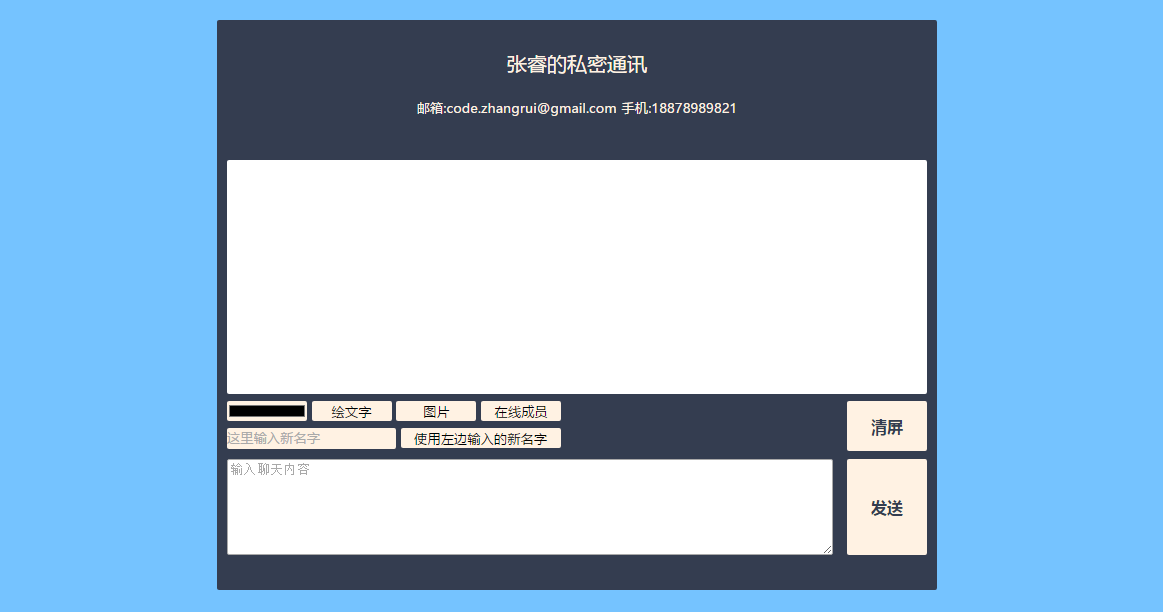 张睿的私密通讯
邮箱:code.zhangrui@gmail.com 手机:18878989821
绘文字 图片 在线成员 清屏
这里输入新名字 使用左边输入的新名字
输入聊天内容
发送